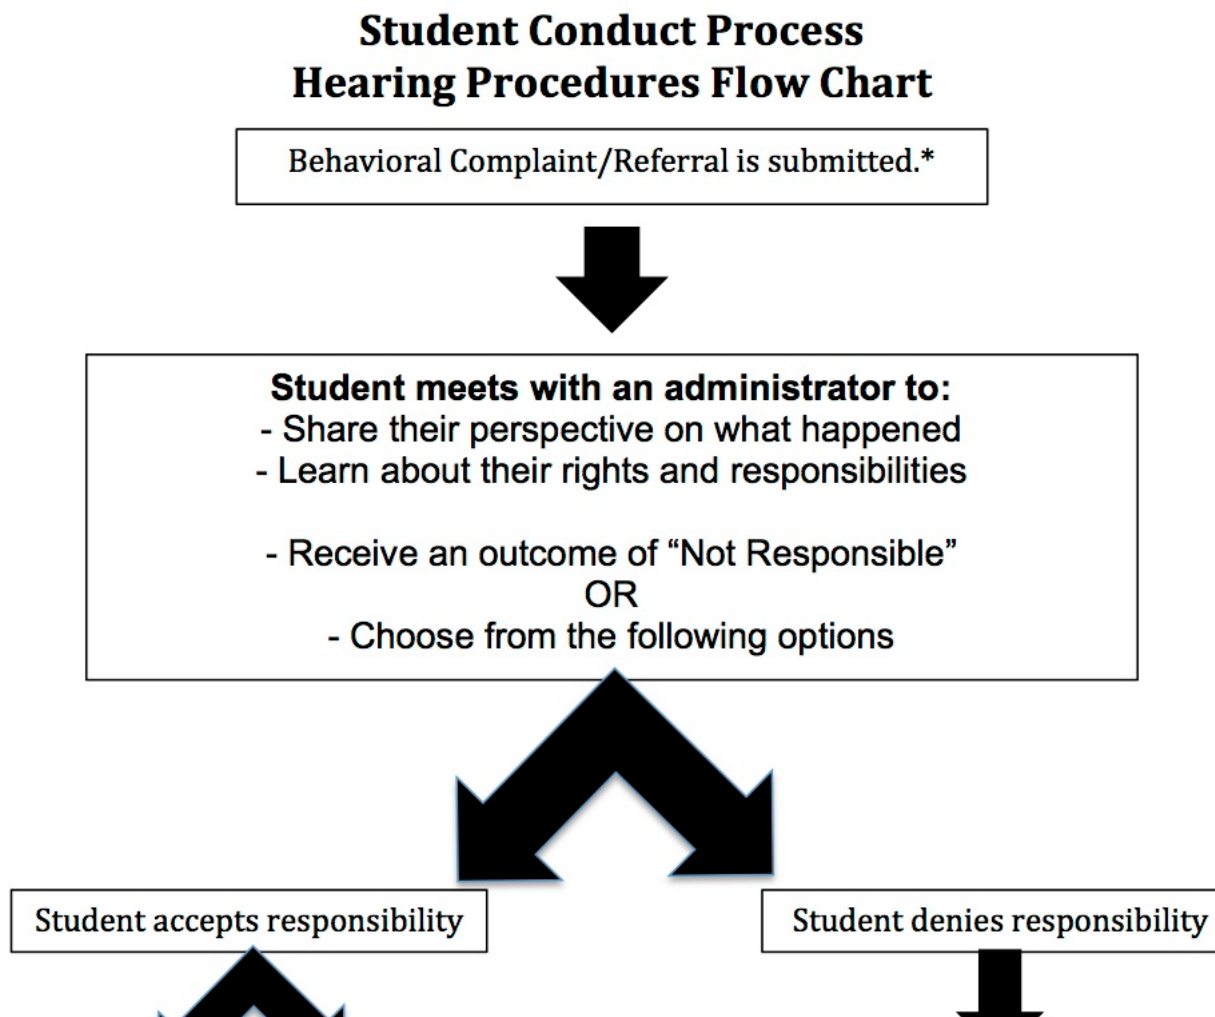 Student Conduct Process
Hearing Procedures Flow Chart
Behavioral Complaint/Referral is submitted.*
Student meets with an administrator to:
- Share their perspective on what happened
- Learn about their rights and responsibilities
- Receive an outcome of “Not Responsible”
OR
- Choose from the following options
Student accepts responsibility
Student denies responsibility